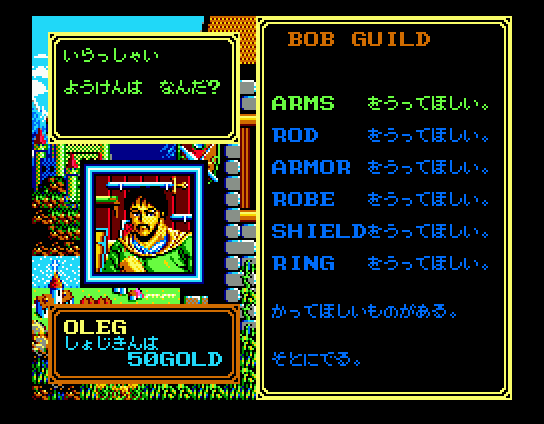 いらっしゃい
ようけんは なんだ?
BOB GUILD
ARMS をうってほしい。
ROD をうってほしい。
ARMOR をうってほしい。
ROBE をうってほしい。
SHIELDをうってほしい。
RING をうってほしい。
かってほしいものがある。
そとにでる。
OLEG
しょじきんは
50GOLD